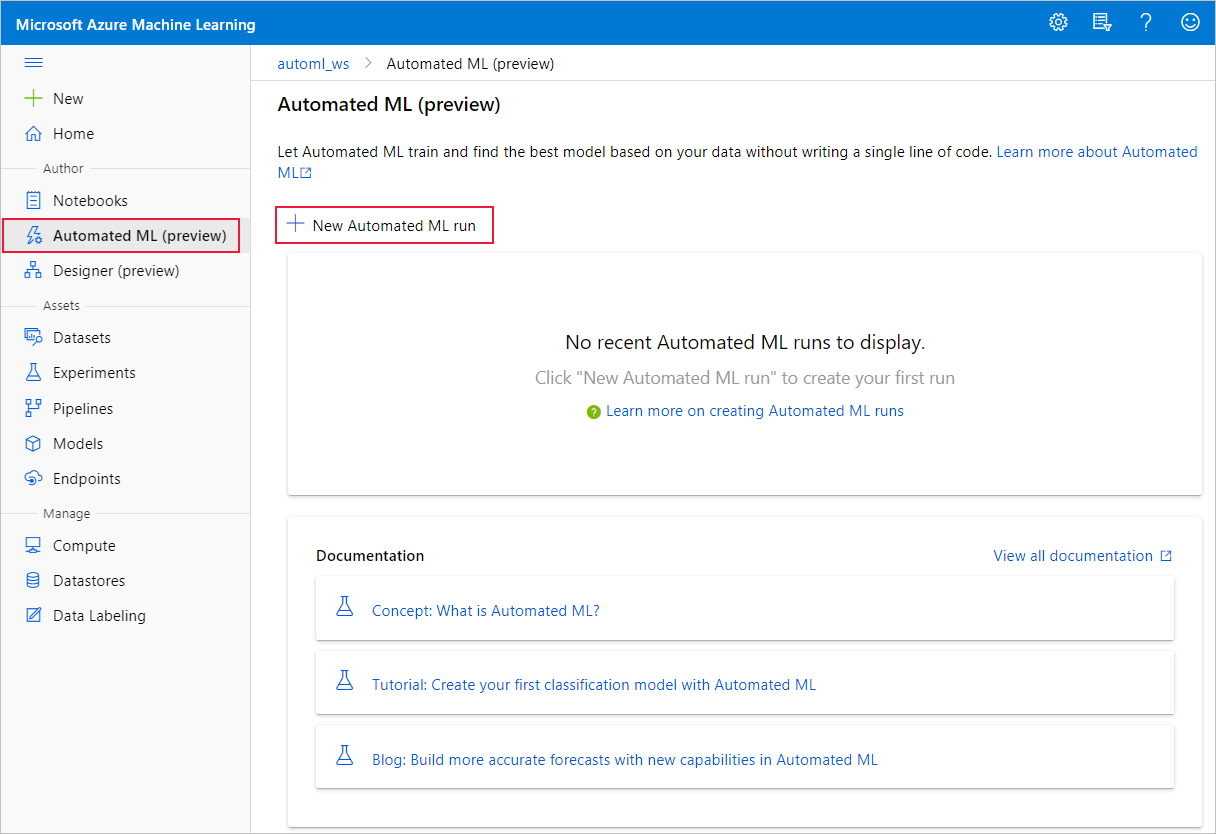 Microsoft Azure Machine Learning
New
Home
Author
Notebooks
Automated ML (preview)
Designer (preview)
Assets
Datasets
Experiments
Pipelines
Models
Endpoints
Manage
Compute
Datastores
Data Labeling
automl_ws > Automated ML (preview)
Automated ML (preview)
Let Automated ML train and find the best model based on your data without writing a single line of code. Learn more about Automated
ML
New Automated ML run
No recent Automated ML runs to display.
Click "New Automated ML run" to create your first run
? Learn more on creating Automated ML runs
Documentation
View all documentation
Concept: What is Automated ML?
Tutorial: Create your first classification model with Automated ML
Blog: Build more accurate forecasts with new capabilities in Automated ML